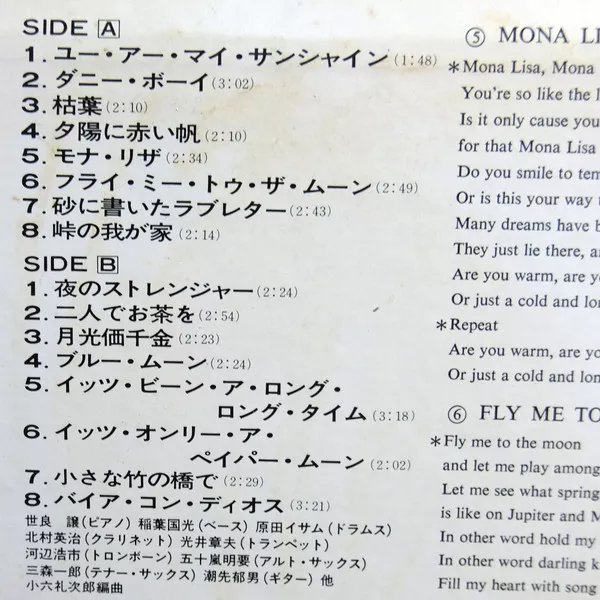 SIDE A
1. ユー・アー・マイ・サンシャイン(1:48)
2. ダニー・ボーイ(3:02)
3. 枯葉(2:10)
4. 夕陽に赤い帆(2:10)
5. モナ・リザ(2:34)
6. フライ・ミー・トゥ・ザ・ムーン(2:49)
7. 砂に書いたラブレター(2:43)
8. 峠の我が家(2:14)
SIDE B
1. 夜のストレンジャー(2:24)
2. 二人でお茶を(2:54)
3. 月光価千金(2:23)
4. ブルー・ムーン(2:24)
5. イッツ・ビーン・ア・ロング・
ロング・タイム(3:18)
6. イッツ・オンリー・ア・
ペイパー・ムーン(2:02)
7. 小さな竹の橋で(2:29)
8. バイア・コン・ディオス(3:21)
世良 譲(ピアノ) 稲葉国光(ベース) 原田イサム(ドラムス)
北村英治(クラリネット) 光井章夫(トランペット)
河辺浩市(トロンボーン) 五十嵐明要(アルト・サックス)
三森一郎(テナー・サックス) 潮先郁男(ギター) 他
小六礼次郎編曲
⑤ MONA
*Mona Lisa, Mona
You're so like the
Is it only cause you
for that Mona Lisa
Do you smile to
Or is this your way
Many dreams have
They just lie there,
Are you warm, are
Or just a cold and
*Repeat
Are you warm, are
Or just a cold and
⑥ FLY ME TO
*Fly me to the moon
and let me play among
Let me see what spring
is like on Jupiter and
In other word hold my
In other word darling
Fill my heart with song